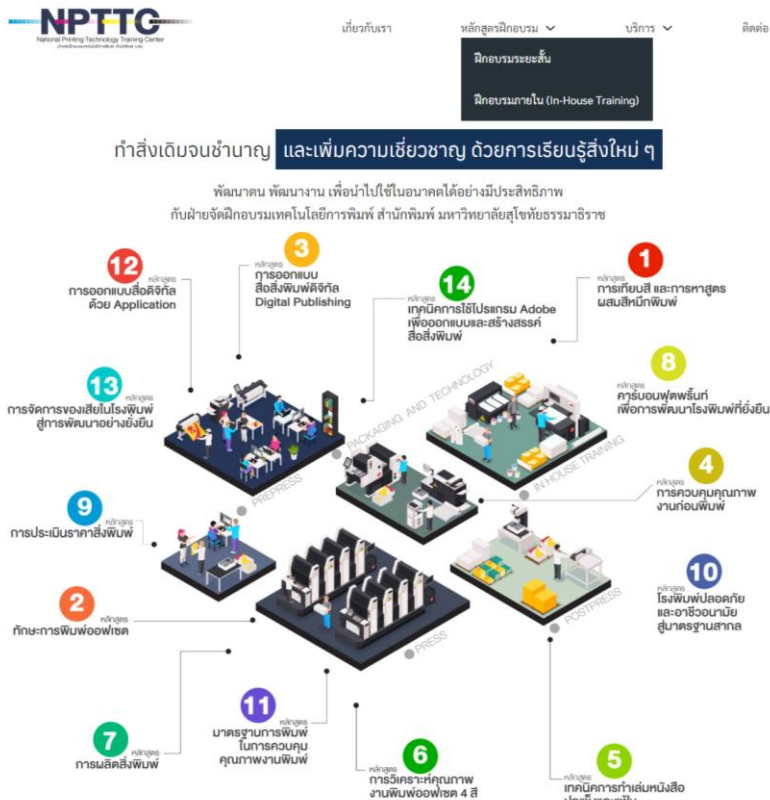 NPTTC
National Printing Technology Training Center
เกี่ยวกับเรา
หลักสูตรฝึกอบรม
บริการ
ติดต่อ
ฝึกอบรมระยะสั้น
ฝึกอบรมภายใน (In-House Training)
ทำสิ่งเดิมจนชำนาญ และเพิ่มความเชี่ยวชาญ ด้วยการเรียนรู้สิ่งใหม่ ๆ
พัฒนาตน พัฒนางาน เพื่อนำไปใช้ในอนาคตได้อย่างมีประสิทธิภาพ
กับฝ่ายจัดฝึกอบรมเทคโนโลยีการพิมพ์ สำนักพิมพ์ มหาวิทยาลัยสุโขทัยธรรมาธิราช
12
หลักสูตร
การออกแบบสื่อดิจิทัล
ด้วย Application
3
หลักสูตร
การออกแบบ
สื่อสิ่งพิมพ์ดิจิทัล
Digital Publishing
14
หลักสูตร
เทคนิคการใช้โปรแกรม Adobe
เพื่อออกแบบและสร้างสรรค์
สื่อสิ่งพิมพ์
1
หลักสูตร
การเทียบสี และการหาสูตร
ผสมสีหมึกพิมพ์
13
หลักสูตร
การจัดการของเสียในโรงพิมพ์
สู่การพัฒนาอย่างยั่งยืน
8
หลักสูตร
คาร์บอนฟุตพริ้นท์
เพื่อการพัฒนาโรงพิมพ์ที่ยั่งยืน
PACKAGING AND TECHNOLOGY
PREPRESS
IN HOUSE TRAINING
4
หลักสูตร
การควบคุมคุณภาพ
งานก่อนพิมพ์
9
หลักสูตร
การประเมินราคาสิ่งพิมพ์
10
หลักสูตร
โรงพิมพ์ปลอดภัย
และอาชีวอนามัย
สู่มาตรฐานสากล
2
หลักสูตร
ทักษะการพิมพ์ออฟเซต
PRESS
POSTPRESS
7
หลักสูตร
การผลิตสิ่งพิมพ์
11
หลักสูตร
มาตรฐานการพิมพ์
ในการควบคุม
คุณภาพงานพิมพ์
6
หลักสูตร
การวิเคราะห์คุณภาพ
งานพิมพ์ออฟเซต 4 สี
5
หลักสูตร
เทคนิคการทำเล่มหนังสือ